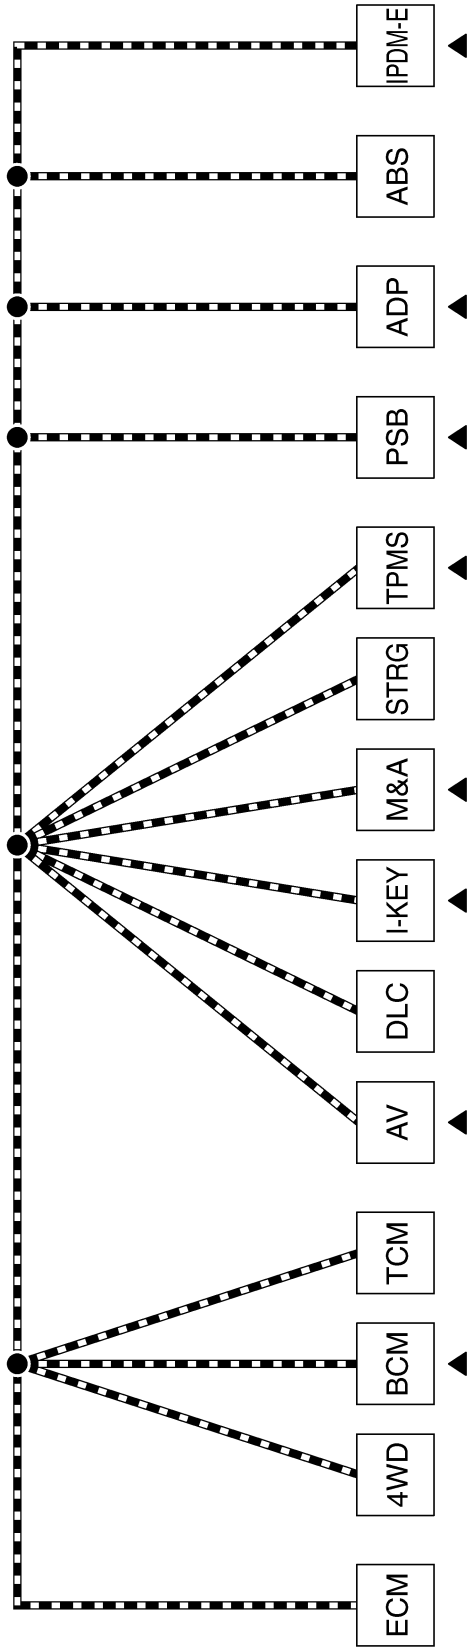 IPDM-E
ABS
ADP
PSB
TPMS
STRG
M&A
I-KEY
DLC
AV
TCM
BCM
4WD
ECM